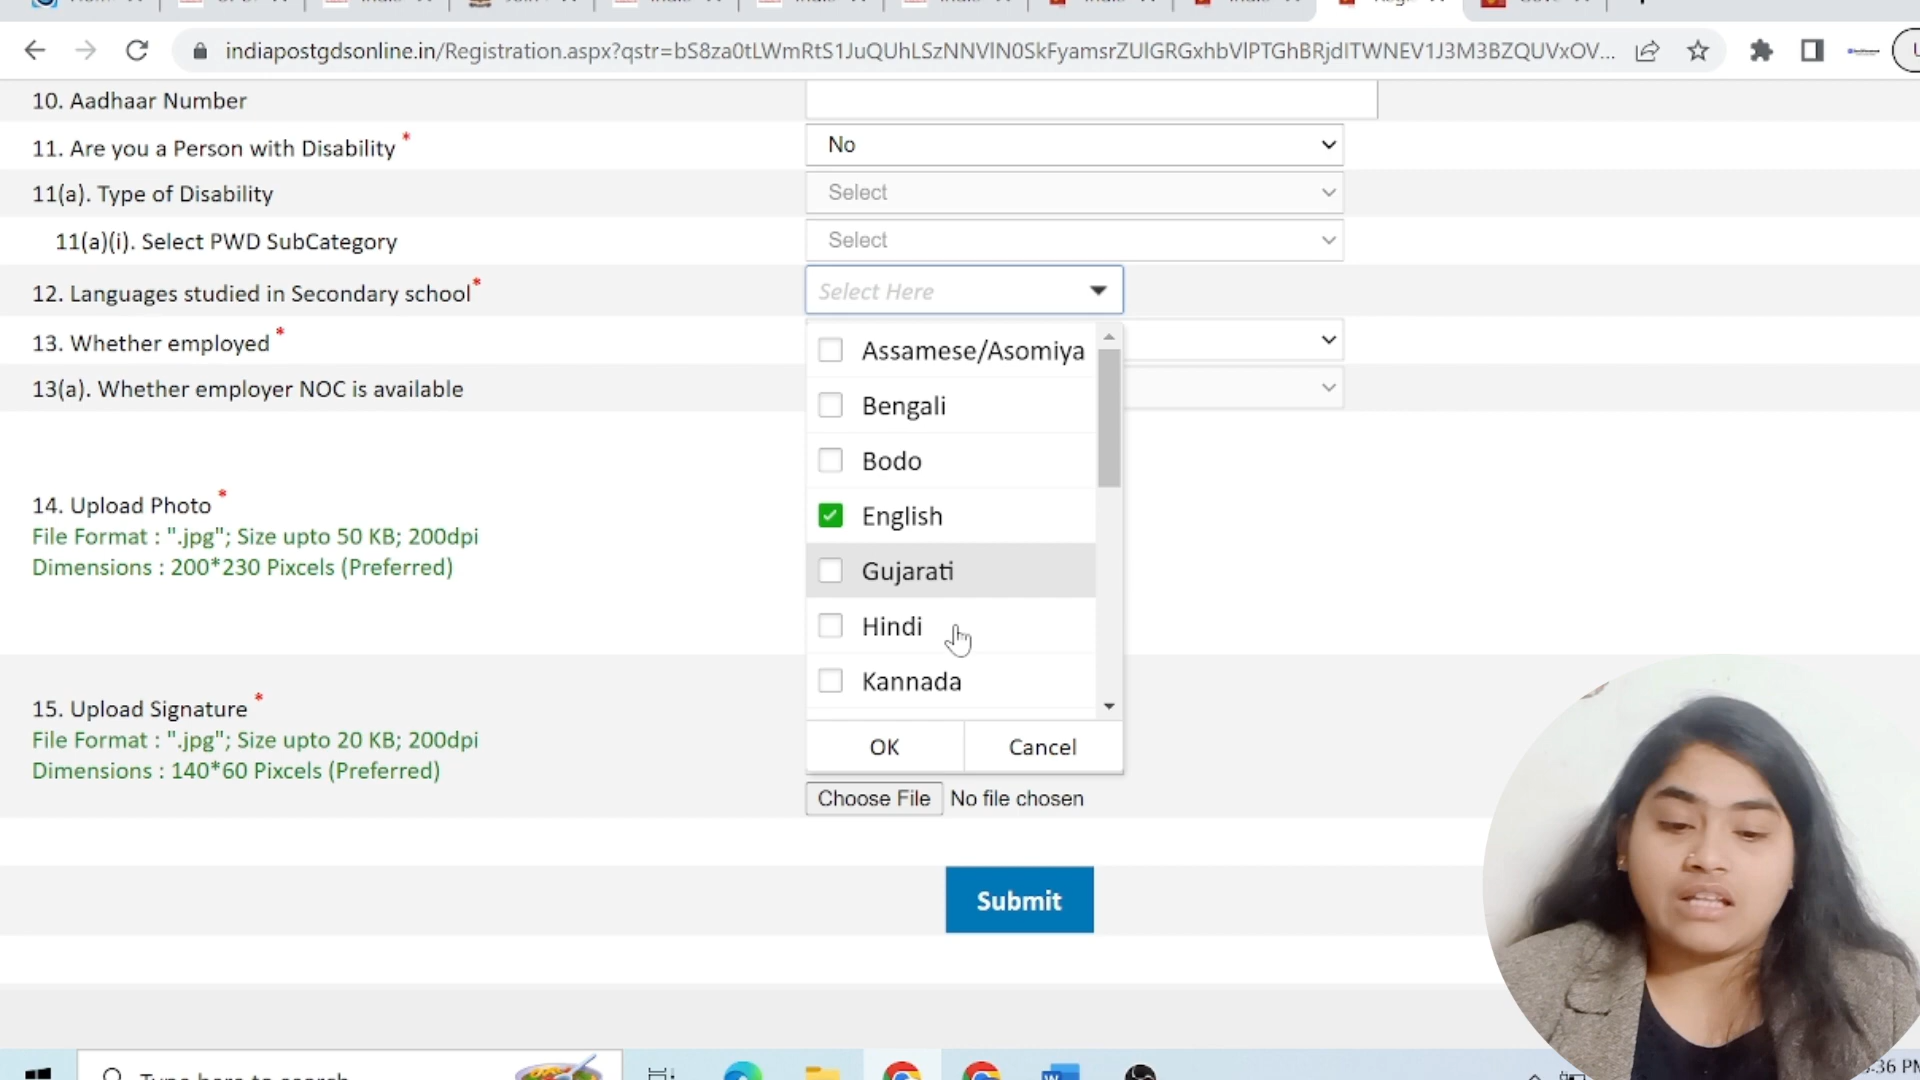 indiapostgdsonline.in/Registration.aspx?qstr=bS8za0tLWmRtS1JuQUhLSzNNVlN0SkFyamsrZUlGRGxhbVlPTGhBRjdITWNEV1J3M3BZQUVxOV...
10. Aadhaar Number
11. Are you a Person with Disability *
No
11(a). Type of Disability
Select
11(a)(i). Select PWD SubCategory
Select
12. Languages studied in Secondary school*
Select Here
Assamese/Asomiya
13. Whether employed *
13(a). Whether employer NOC is available
Bengali
Bodo
English
Gujarati
Hindi
Kannada
OK Cancel
14. Upload Photo *
File Format : ".jpg"; Size upto 50 KB; 200dpi
Dimensions : 200*230 Pixcels (Preferred)
15. Upload Signature *
File Format : ".jpg"; Size upto 20 KB; 200dpi
Dimensions : 140*60 Pixcels (Preferred)
Choose File No file chosen
Submit
Type here to search